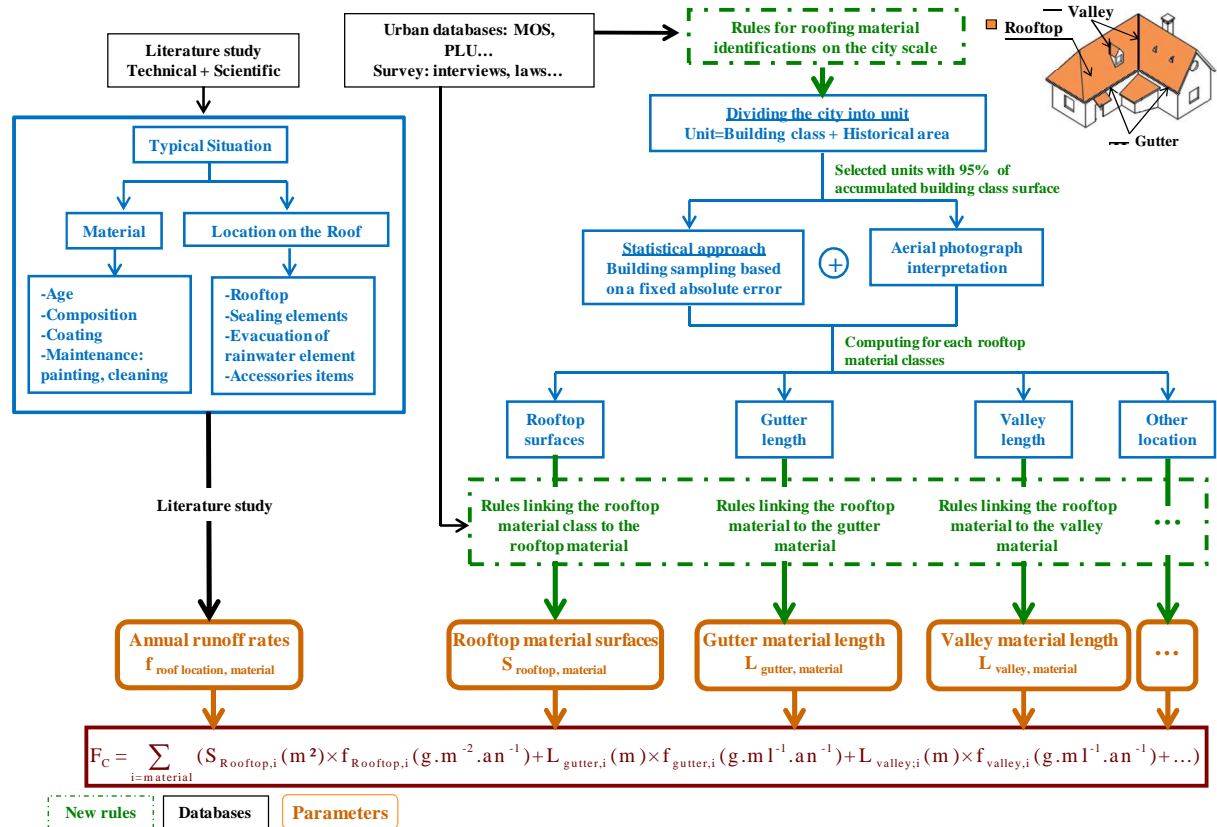 Literature study
Technical + Scientific
Urban databases: MOS,
PLU…
Survey: interviews, laws…
Rules for roofing material
identifications on the city scale
Valley
Rooftop
Gutter
Typical Situation
Material
Location on the Roof
-Age
-Composition
-Coating
-Maintenance:
painting, cleaning
-Rooftop
-Sealing elements
-Evacuation of
rainwater element
-Accessories items
Dividing the city into unit
Unit=Building class + Historical area
Selected units with 95% of
accumulated building class surface
Statistical approach
Building sampling based
on a fixed absolute error
+
Aerial photograph
interpretation
Computing for each rooftop
material classes
Rooftop
surfaces
Gutter
length
Valley
length
Other
location
Literature study
Rules linking the rooftop
material class to the
rooftop material
Rules linking the rooftop
material to the gutter
material
Rules linking the rooftop
material to the valley
material
…
Annual runoff rates
f roof location, material
Rooftop material surfaces
S rooftop, material
Gutter material length
L gutter, material
Valley material length
L valley, material
…
F_C = ∑_{i=material} (S_{Rooftop,i}(m²)×f_{Rooftop,i}(g.m⁻².an⁻¹)+L_{gutter,i}(m)×f_{gutter,i}(g.ml⁻¹.an⁻¹)+L_{valley;i}(m)×f_{valley,i}(g.ml⁻¹.an⁻¹)+...)
New rules
Databases
Parameters